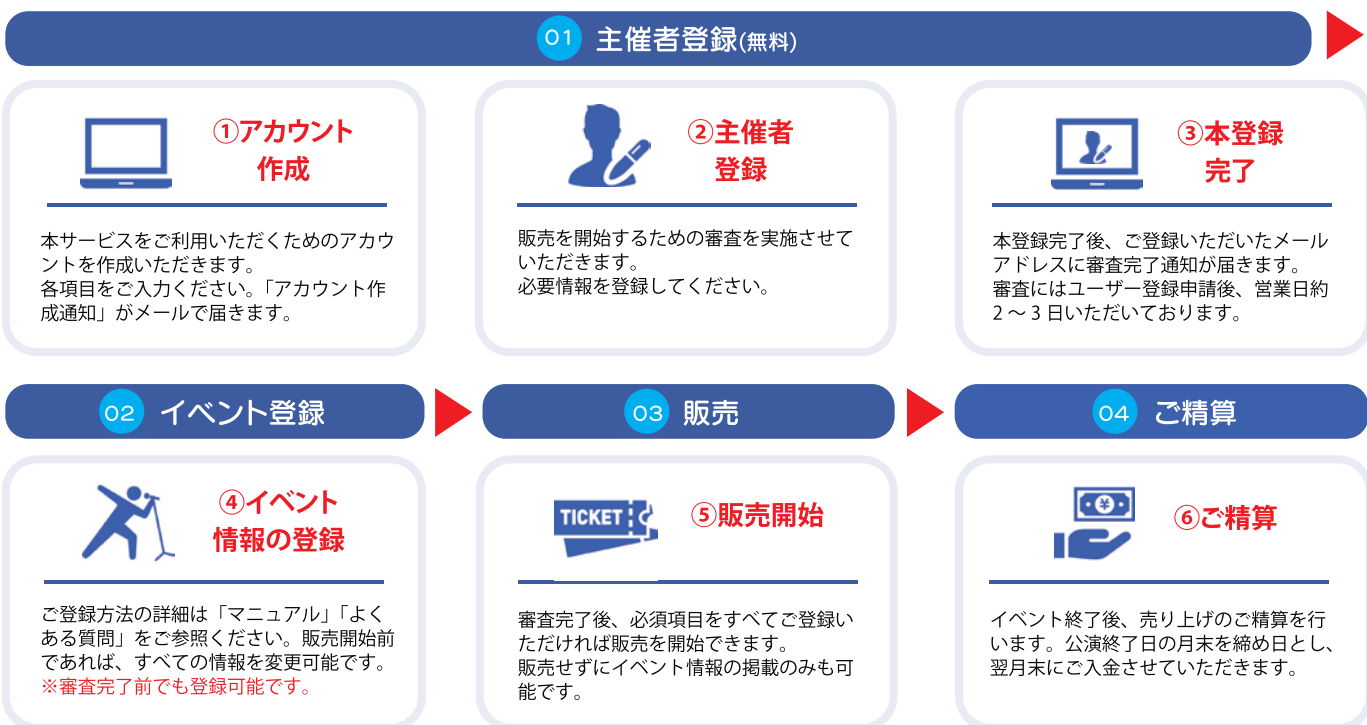 01 主催者登録(無料)
①アカウント
作成
本サービスをご利用いただくためのアカウ
ントを作成いただきます。
各項目をご入力ください。「アカウント作
成通知」がメールで届きます。
②主催者
登録
販売を開始するための審査を実施させて
いただきます。
必要情報を登録してください。
③本登録
完了
本登録完了後、ご登録いただいたメール
アドレスに審査完了通知が届きます。
審査にはユーザー登録申請後、営業日約
2〜3日いただいております。
02 イベント登録
④イベント
情報の登録
ご登録方法の詳細は「マニュアル」「よく
ある質問」をご参照ください。販売開始前
であれば、すべての情報を変更可能です。
※審査完了前でも登録可能です。
03 販売
TICKET
⑤販売開始
審査完了後、必須項目をすべてご登録い
ただければ販売を開始できます。
販売せずにイベント情報の掲載のみも可
能です。
04 ご精算
¥
⑥ご精算
イベント終了後、売り上げのご精算を行
います。公演終了日の月末を締め日とし、
翌月末にご入金させていただきます。